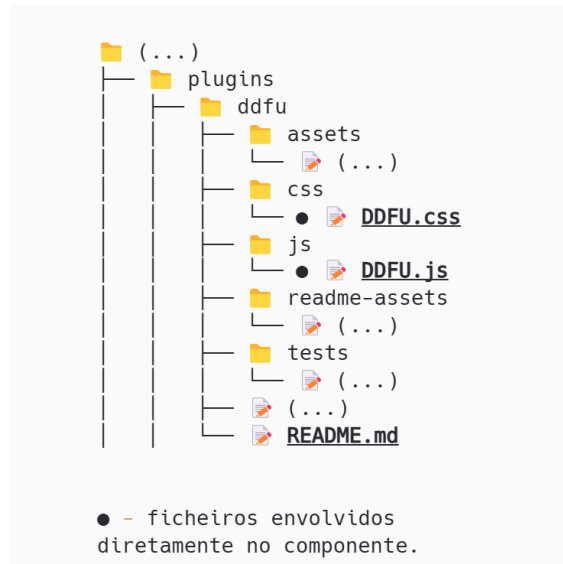 (...)
plugins
ddfu
assets
(...)
css
● DDFU.css
js
● DDFU.js
readme-assets
(...)
tests
(...)
(...)
README.md
● - ficheiros envolvidos
diretamente no componente.